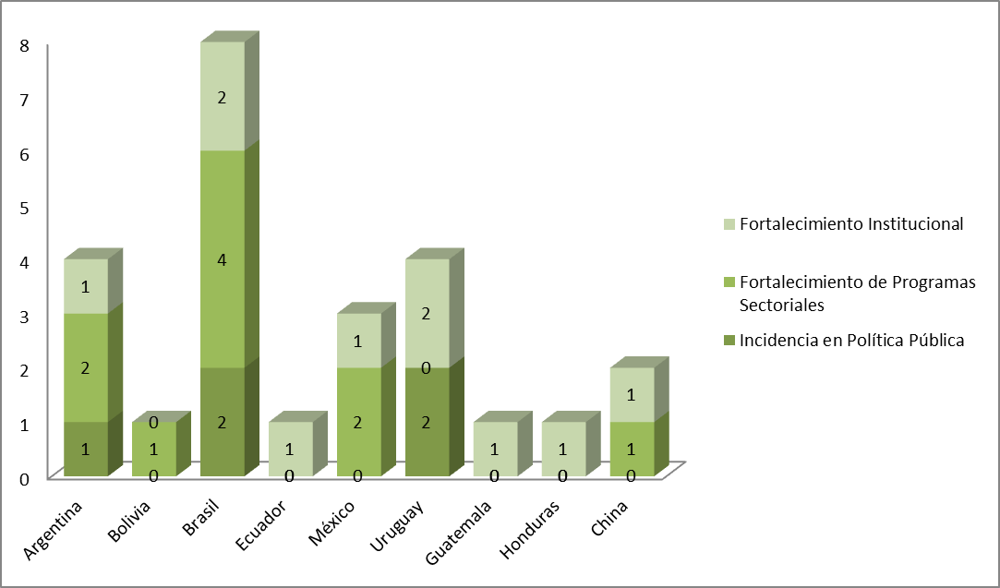 8
7
6
5
4
3
2
1
0
1
2
1
0
1
0
2
4
2
1
0
0
1
2
0
2
0
2
1
0
0
1
0
0
1
1
0
Argentina
Bolivia
Brasil
Ecuador
México
Uruguay
Guatemala
Honduras
China
Fortalecimiento Institucional
Fortalecimiento de Programas
Sectoriales
Incidencia en Política Pública